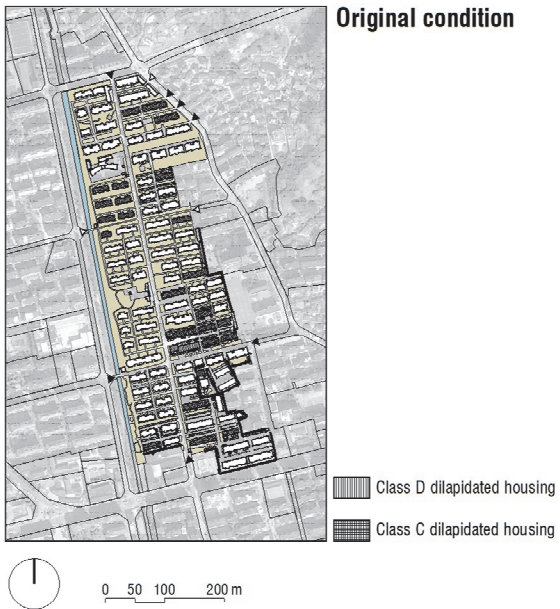 Original condition
Class D dilapidated housing
Class C dilapidated housing
0 50 100 200 m